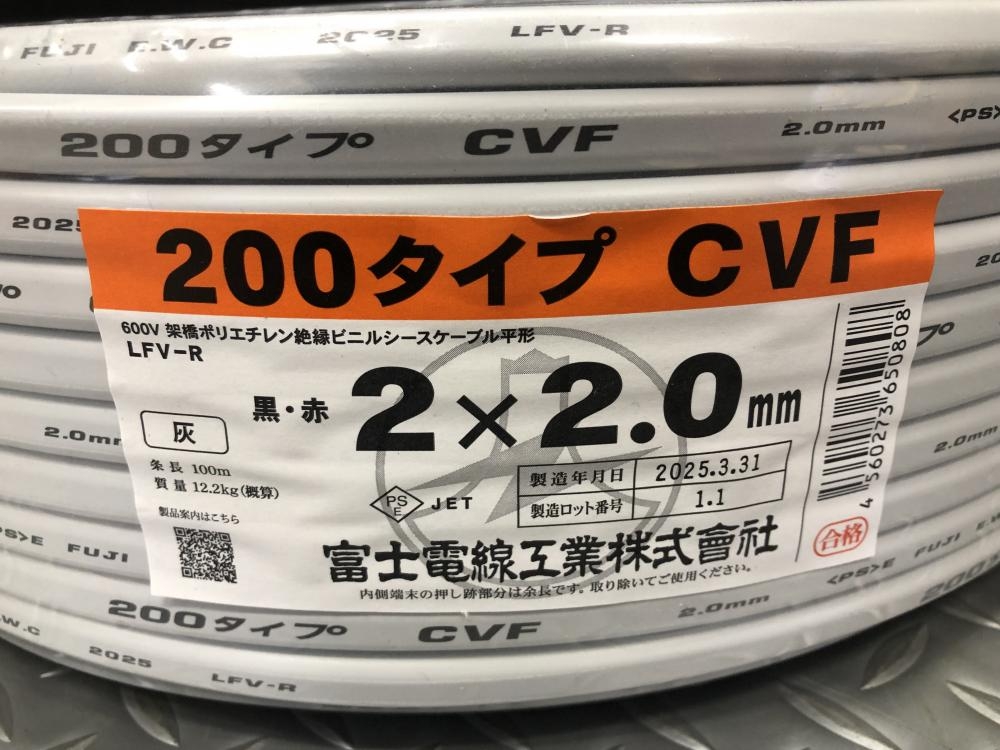 FUJI E.W.C 2025 LFV-R
200タイプ CVF 2.0mm <PS>
2025
200タイプ CVF
600V 架橋ポリエチレン絶縁ビニルシースケーブル平形
LFV-R
黒・赤 2×2.0mm
灰
条長 100m
質量 12.2kg(概算)
製品案内はこちら
PS E JET
製造年月日 2025.3.31
製造ロット番号 1.1
富士電線工業株式會社
内側端末の押し跡部分は余長です。取り除いてご使用ください。
4 560273 650808
合格
2.0mm
2.0mm
PS>E FUJI
FUJI
<PS>E
200タイプ CVF 2.0mm
E.W.C 2025 LFV-R